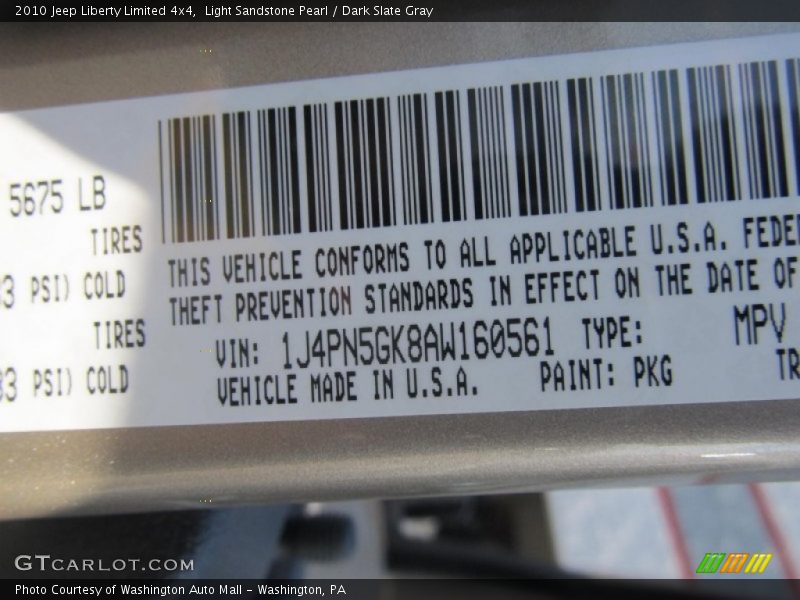 2010 Jeep Liberty Limited 4x4, Light Sandstone Pearl / Dark Slate Gray
5675 LB
TIRES
THIS VEHICLE CONFORMS TO ALL APPLICABLE U.S.A. FEDE
PSI) COLD
THEFT PREVENTION STANDARDS IN EFFECT ON THE DATE OF
TIRES
VIN: 1J4PN5GK8AW160561 TYPE: MPV
33 PSI) COLD
VEHICLE MADE IN U.S.A. PAINT: PKG TR
GTCARLOT.COM
Photo Courtesy of Washington Auto Mall - Washington, PA